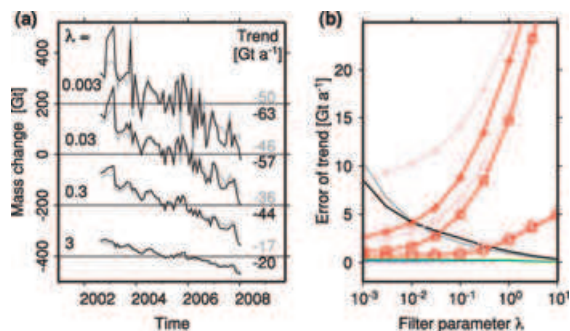 (a)
λ =
Trend
[Gt a⁻¹]
400
200
0
-200
-400
Mass change [Gt]
0.003
-50
-63
0.03
-46
-57
0.3
-36
-44
3
-17
-20
2002 2004 2006 2008
Time
(b)
20
15
10
5
0
Error of trend [Gt a⁻¹]
10⁻³ 10⁻² 10⁻¹ 10⁰ 10¹
Filter parameter λ